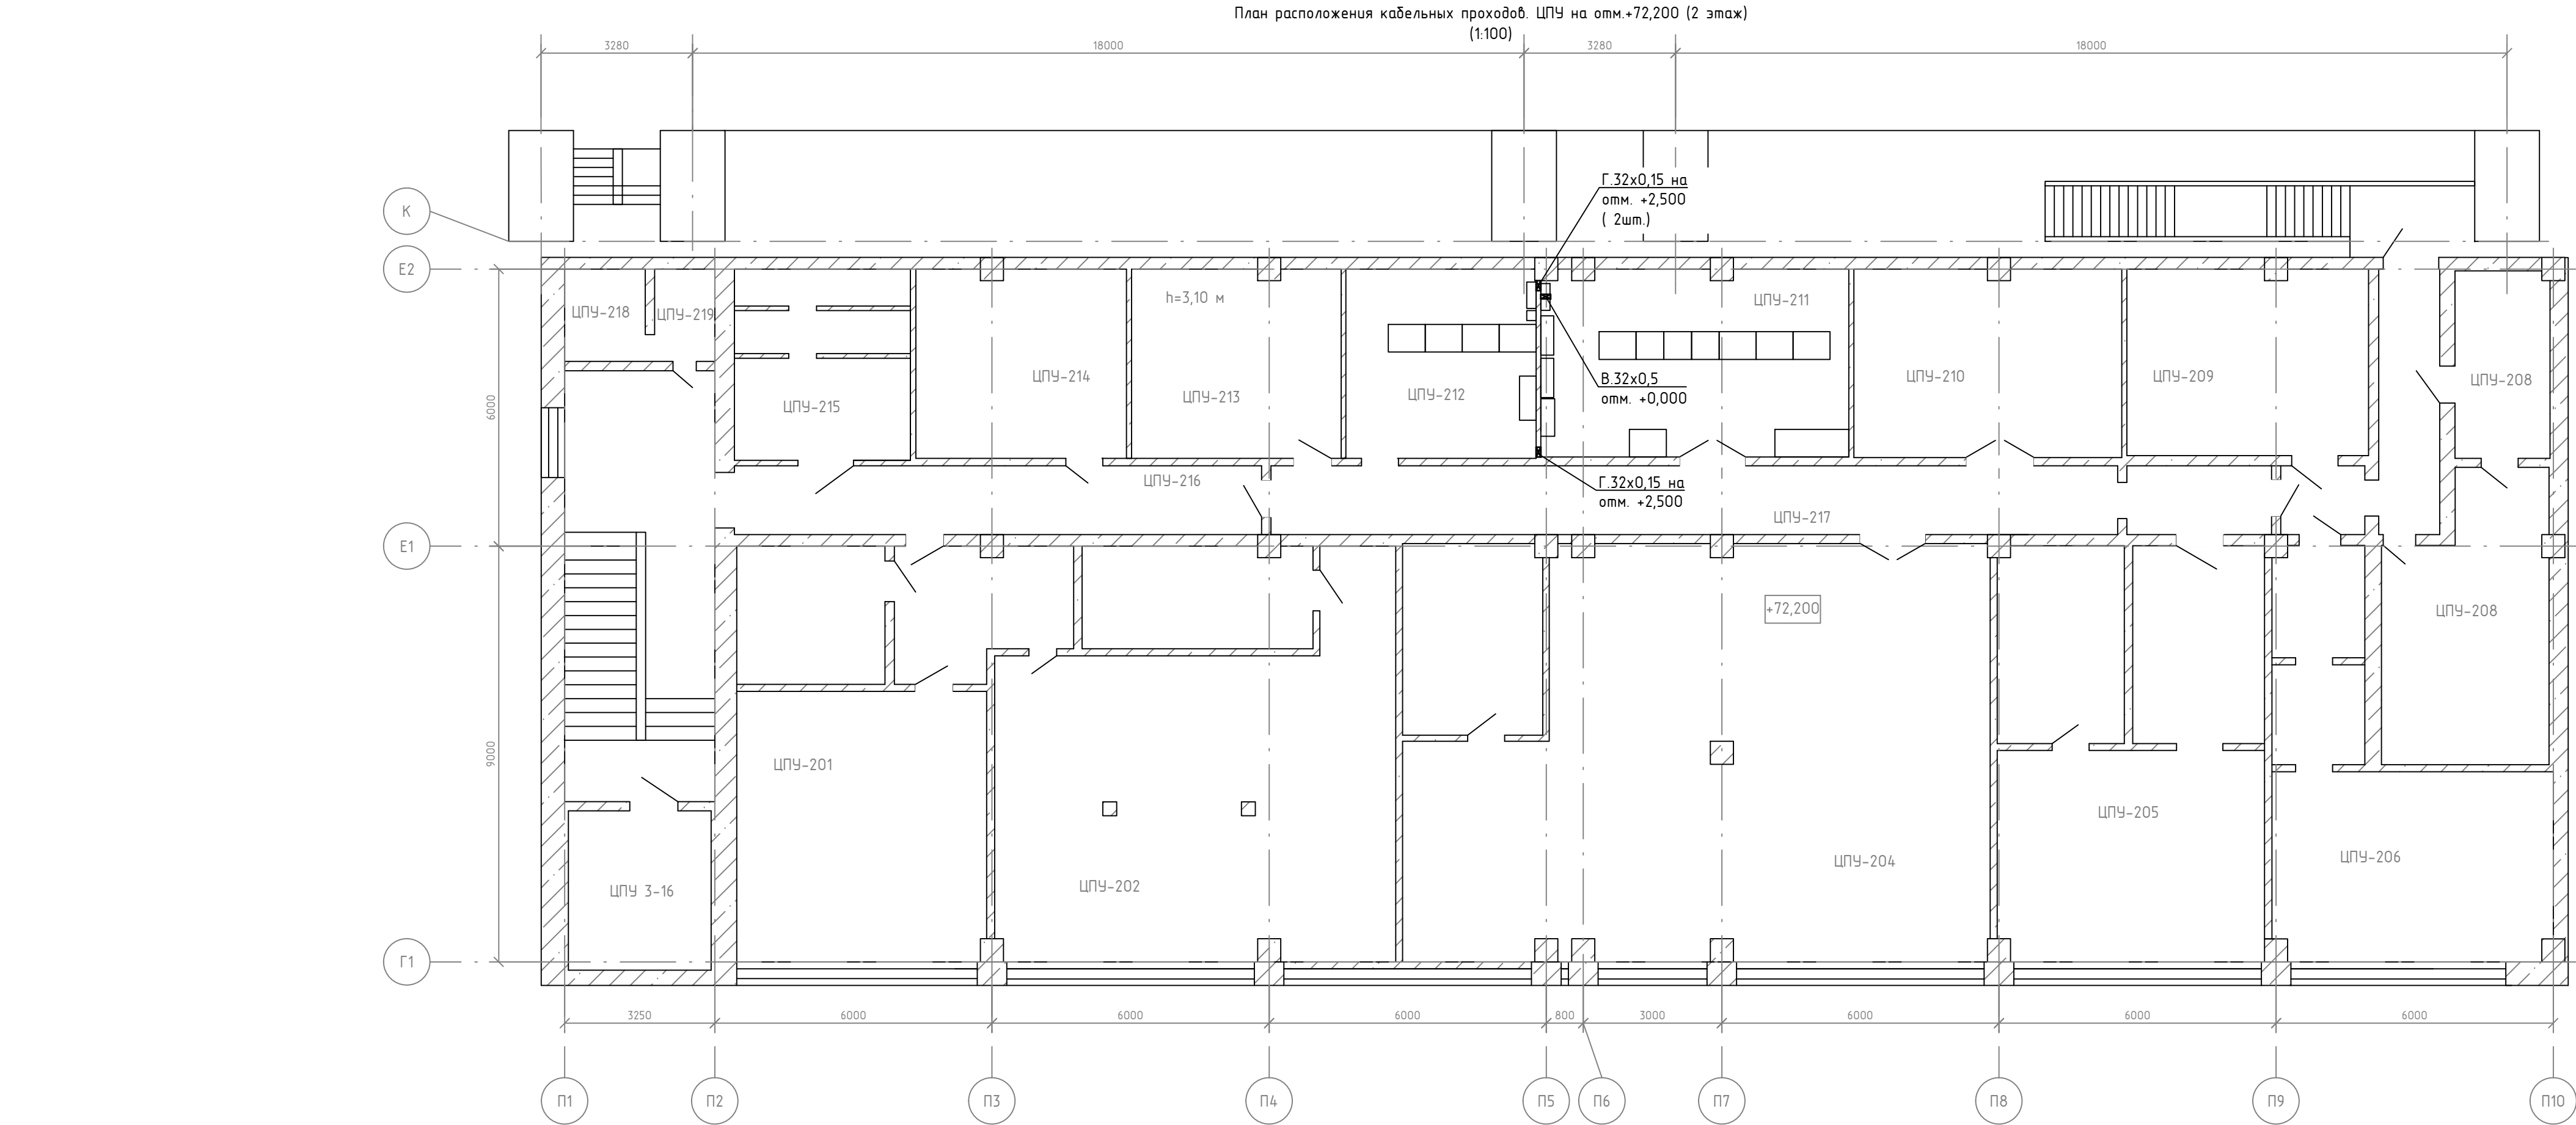 План расположения кабельных проходов. ЦПУ на отм.+72,200 (2 этаж)
(1:100)
3280
18000
3280
18000
Г.32х0,15 на
отм. +2,500
( 2шт.)
К
Е2
ЦПУ-218
ЦПУ-219
h=3,10 м
ЦПУ-211
ЦПУ-214
ЦПУ-213
ЦПУ-212
В.32х0,5
отм. +0,000
ЦПУ-210
ЦПУ-209
ЦПУ-208
6000
ЦПУ-215
ЦПУ-216
Г.32х0,15 на
отм. +2,500
ЦПУ-217
Е1
+72,200
ЦПУ-208
9000
ЦПУ-201
ЦПУ-205
ЦПУ-204
ЦПУ-206
ЦПУ 3-16
ЦПУ-202
Г1
3250
6000
6000
6000
800
3000
6000
6000
6000
П1
П2
П3
П4
П5
П6
П7
П8
П9
П10